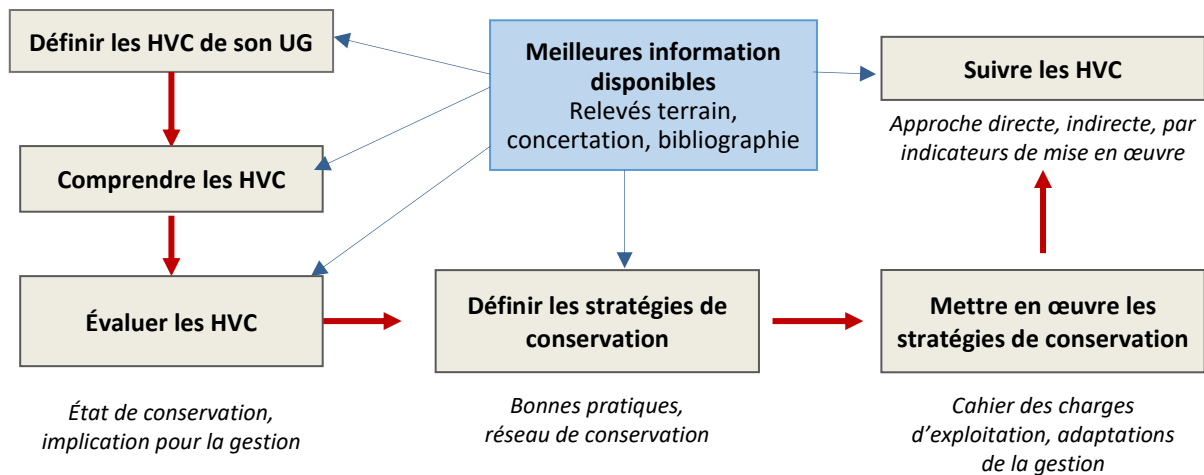 Définir les HVC de son UG
Meilleures information
disponibles
Relevés terrain,
concertation, bibliographie
Suivre les HVC
Approche directe, indirecte, par
indicateurs de mise en œuvre
Comprendre les HVC
Évaluer les HVC
Définir les stratégies de
conservation
Mettre en œuvre les
stratégies de conservation
État de conservation,
implication pour la gestion
Bonnes pratiques,
réseau de conservation
Cahier des charges
d’exploitation, adaptations
de la gestion